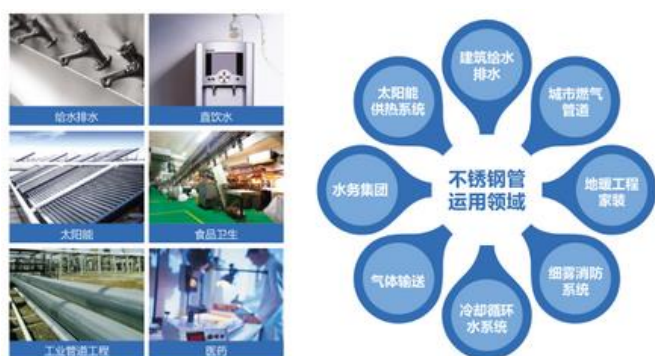 给水排水
直饮水
太阳能
食品卫生
工业管道工程
医药
不锈钢管
运用领域
建筑给水
排水
城市燃气
管道
地暖工程
家装
细雾消防
系统
冷却循环
水系统
气体输送
水务集团
太阳能
供热系统